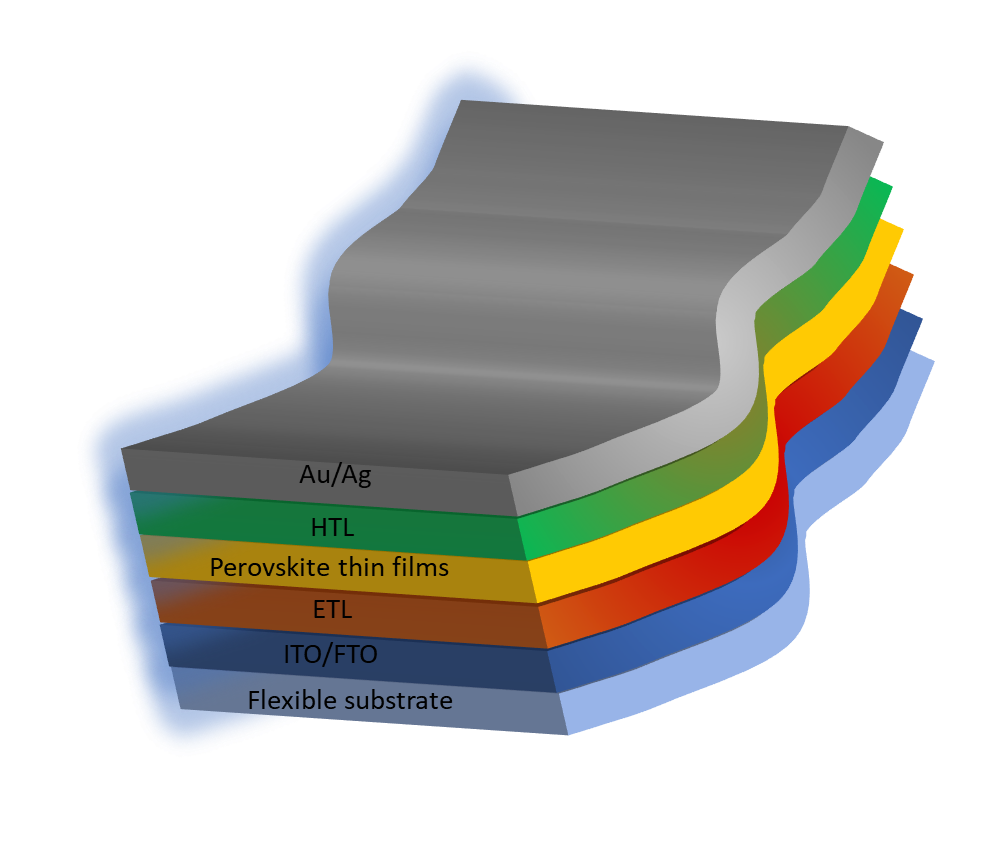 Au/Ag
HTL
Perovskite thin films
ETL
ITO/FTO
Flexible substrate